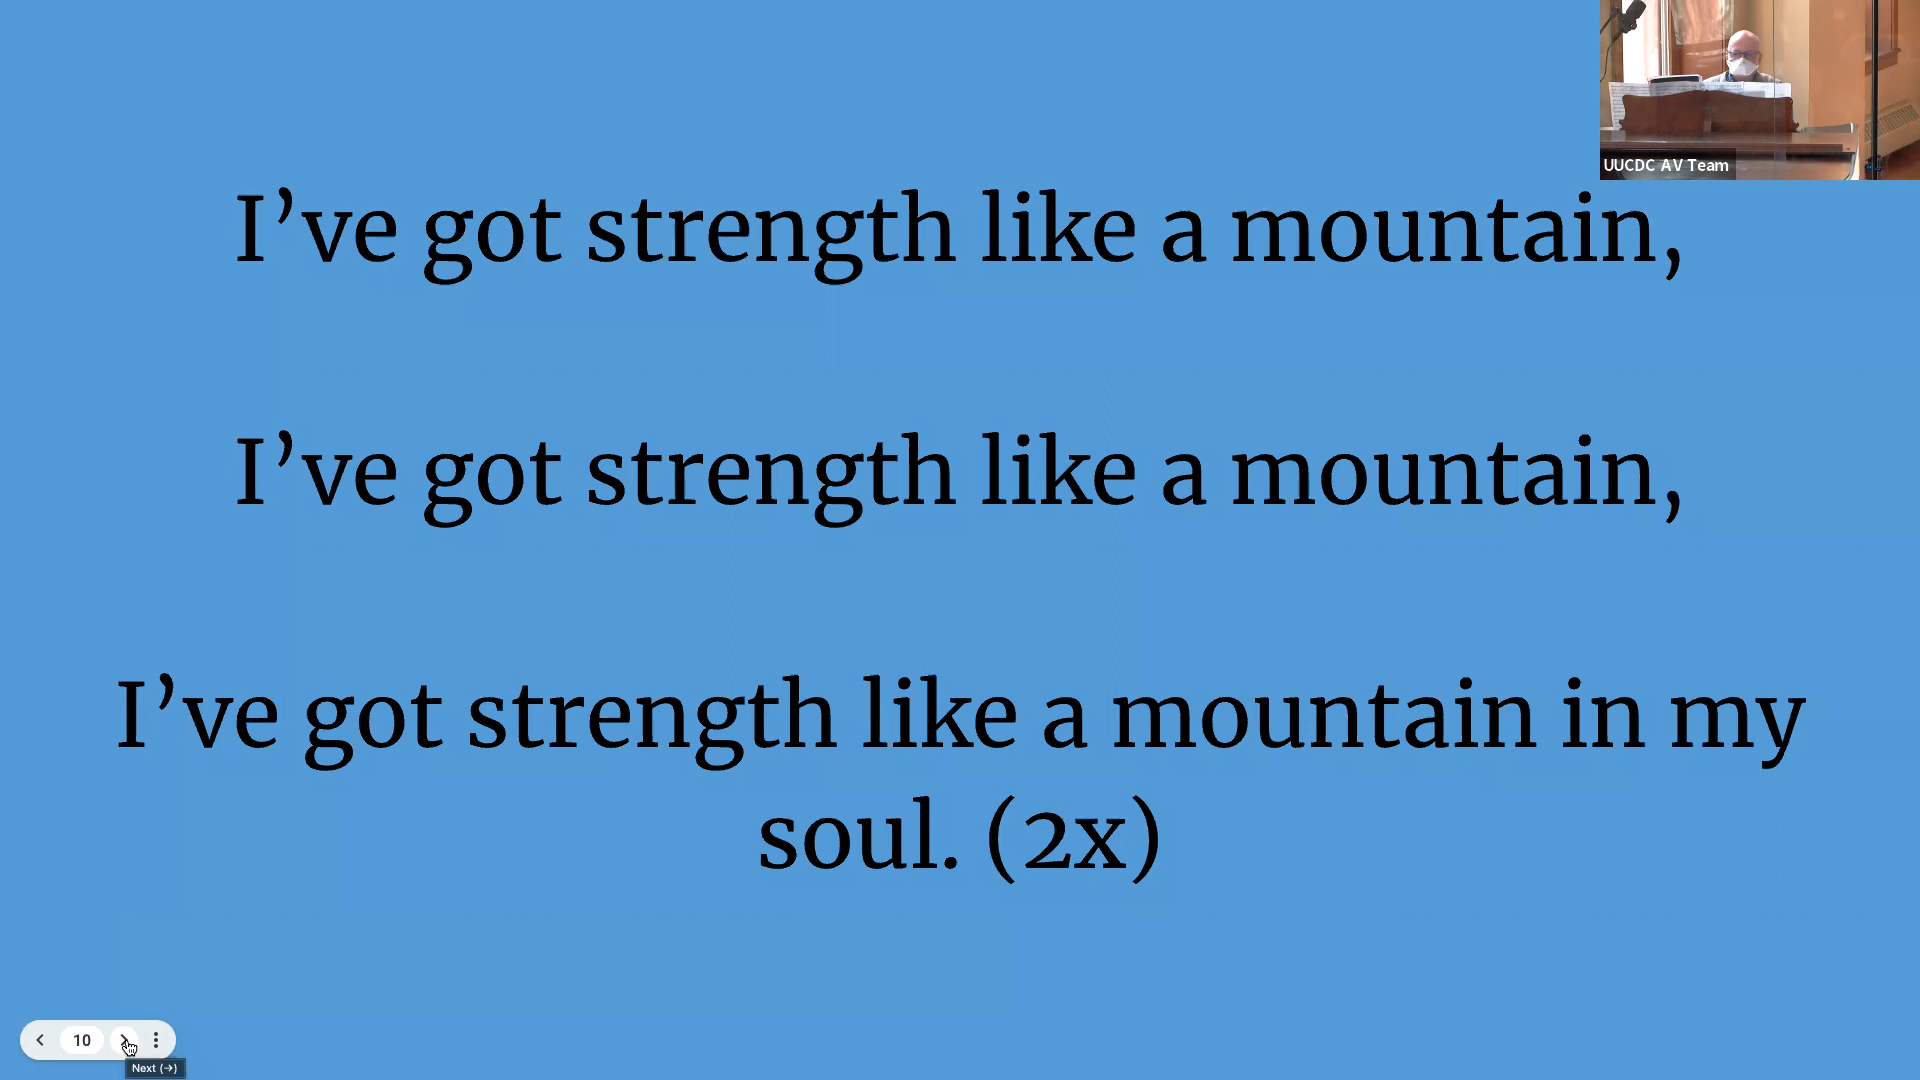 UUCDC AV Team
I’ve got strength like a mountain,
I’ve got strength like a mountain,
I’ve got strength like a mountain in my
soul. (2x)
10
Next (→)